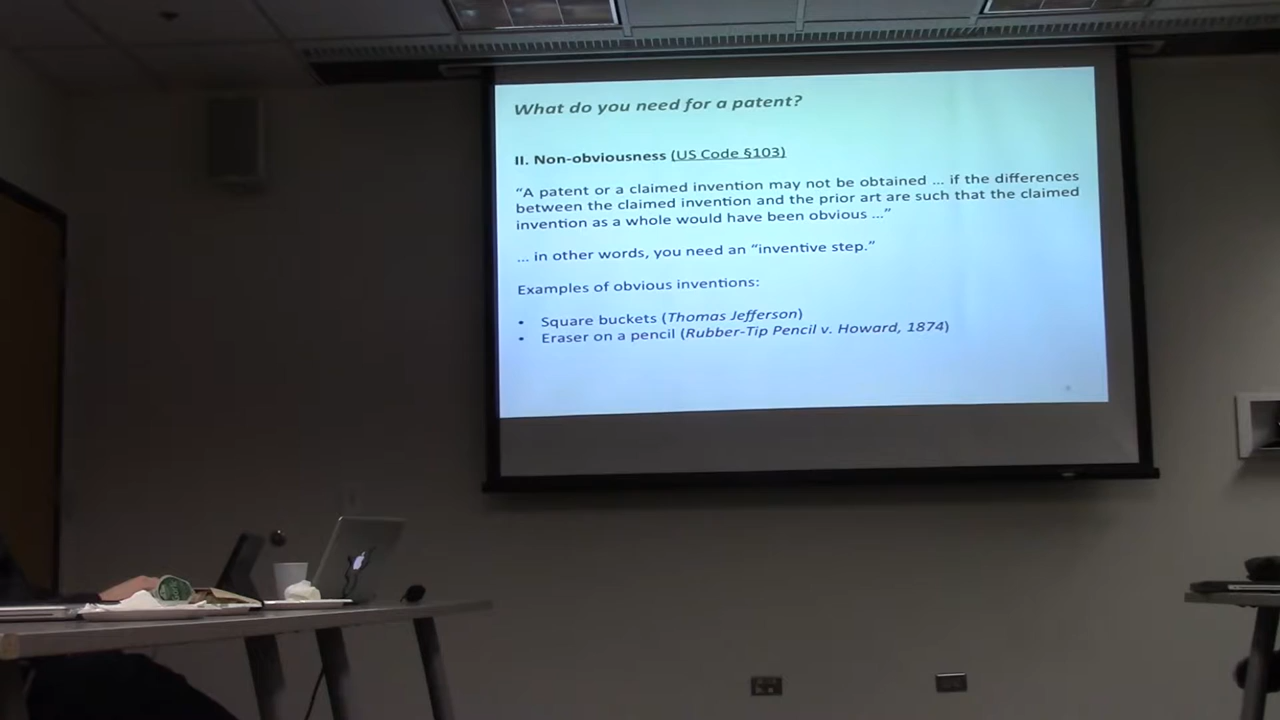 What do you need for a patent?
II. Non-obviousness (US Code §103)
“A patent or a claimed invention may not be obtained ... if the differences
between the claimed invention and the prior art are such that the claimed
invention as a whole would have been obvious ...”
... in other words, you need an “inventive step.”
Examples of obvious inventions:
• Square buckets (Thomas Jefferson)
• Eraser on a pencil (Rubber-Tip Pencil v. Howard, 1874)